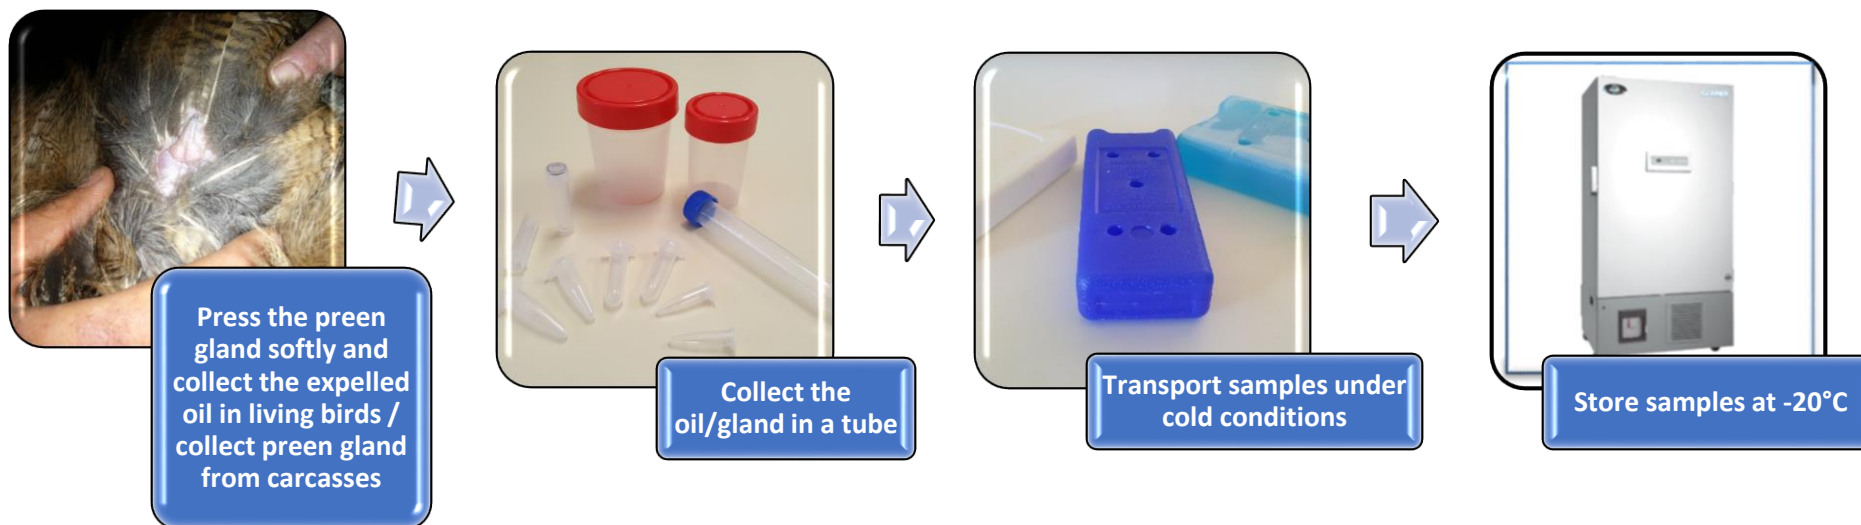 Press the preen
gland softly and
collect the expelled
oil in living birds /
collect preen gland
from carcasses
Collect the
oil/gland in a tube
Transport samples under
cold conditions
Store samples at -20°C